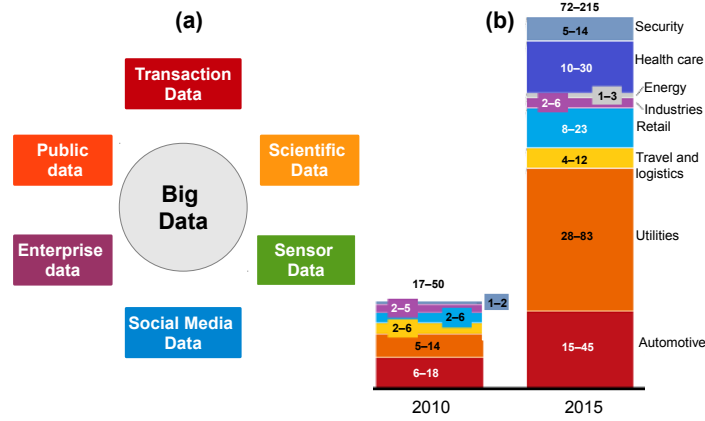 (a)
Transaction
Data
Public
data
Scientific
Data
Big
Data
Enterprise
data
Sensor
Data
Social Media
Data
(b)
72–215
5–14
Security
10–30
Health care
1–3
Energy
2–6
Industries
8–23
Retail
4–12
Travel and
logistics
28–83
Utilities
15–45
Automotive
17–50
1–2
2–5
2–6
2–6
5–14
6–18
2010
2015